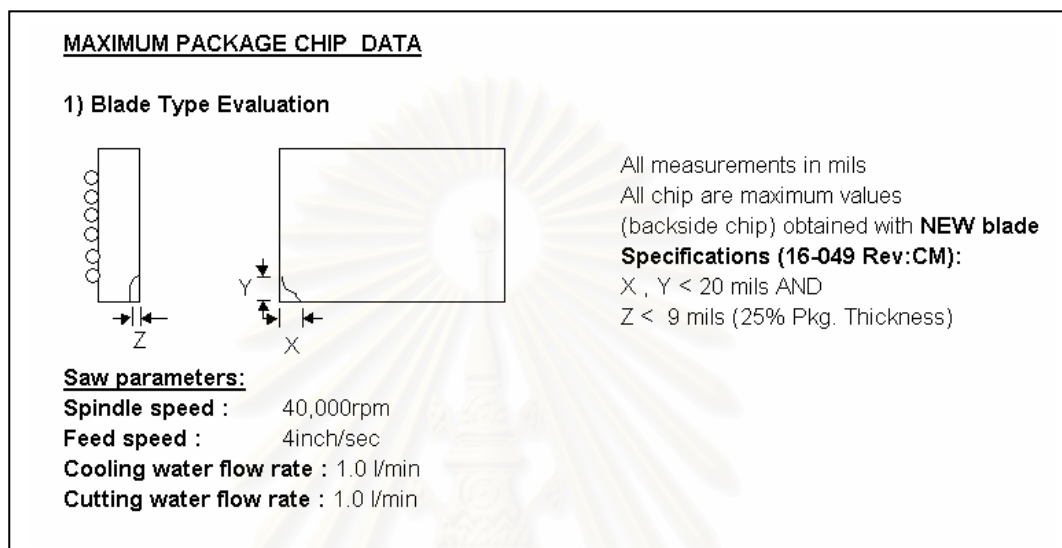 MAXIMUM PACKAGE CHIP DATA
1) Blade Type Evaluation
All measurements in mils
All chip are maximum values
(backside chip) obtained with NEW blade
Specifications (16-049 Rev:CM):
X , Y < 20 mils AND
Z < 9 mils (25% Pkg. Thickness)
Y
Z
X
Saw parameters:
Spindle speed : 40,000rpm
Feed speed : 4inch/sec
Cooling water flow rate : 1.0 l/min
Cutting water flow rate : 1.0 l/min